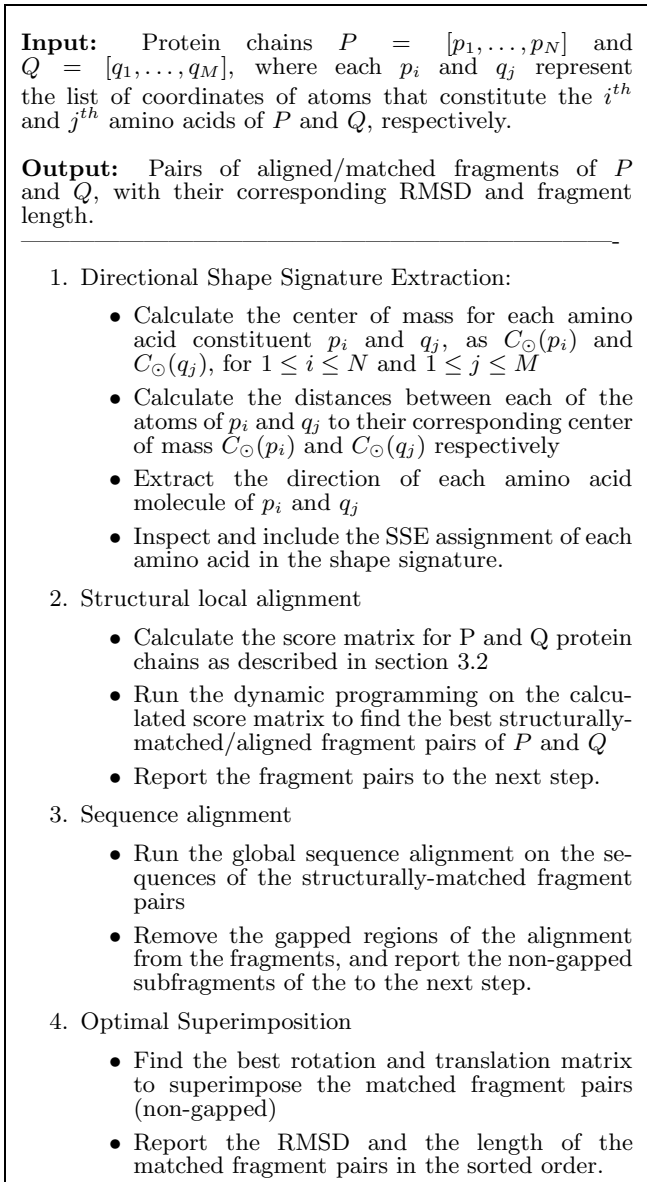 Input: Protein chains P = [p1, . . . , pN] and
Q = [q1, . . . , qM], where each pi and qj represent
the list of coordinates of atoms that constitute the i^th
and j^th amino acids of P and Q, respectively.
Output: Pairs of aligned/matched fragments of P
and Q, with their corresponding RMSD and fragment
length.
1. Directional Shape Signature Extraction:
• Calculate the center of mass for each amino
acid constituent pi and qj, as C⊙(pi) and
C⊙(qj), for 1 ≤ i ≤ N and 1 ≤ j ≤ M
• Calculate the distances between each of the
atoms of pi and qj to their corresponding center
of mass C⊙(pi) and C⊙(qj) respectively
• Extract the direction of each amino acid
molecule of pi and qj
• Inspect and include the SSE assignment of each
amino acid in the shape signature.
2. Structural local alignment
• Calculate the score matrix for P and Q protein
chains as described in section 3.2
• Run the dynamic programming on the calcu-
lated score matrix to find the best structurally-
matched/aligned fragment pairs of P and Q
• Report the fragment pairs to the next step.
3. Sequence alignment
• Run the global sequence alignment on the se-
quences of the structurally-matched fragment
pairs
• Remove the gapped regions of the alignment
from the fragments, and report the non-gapped
subfragments of the to the next step.
4. Optimal Superimposition
• Find the best rotation and translation matrix
to superimpose the matched fragment pairs
(non-gapped)
• Report the RMSD and the length of the
matched fragment pairs in the sorted order.